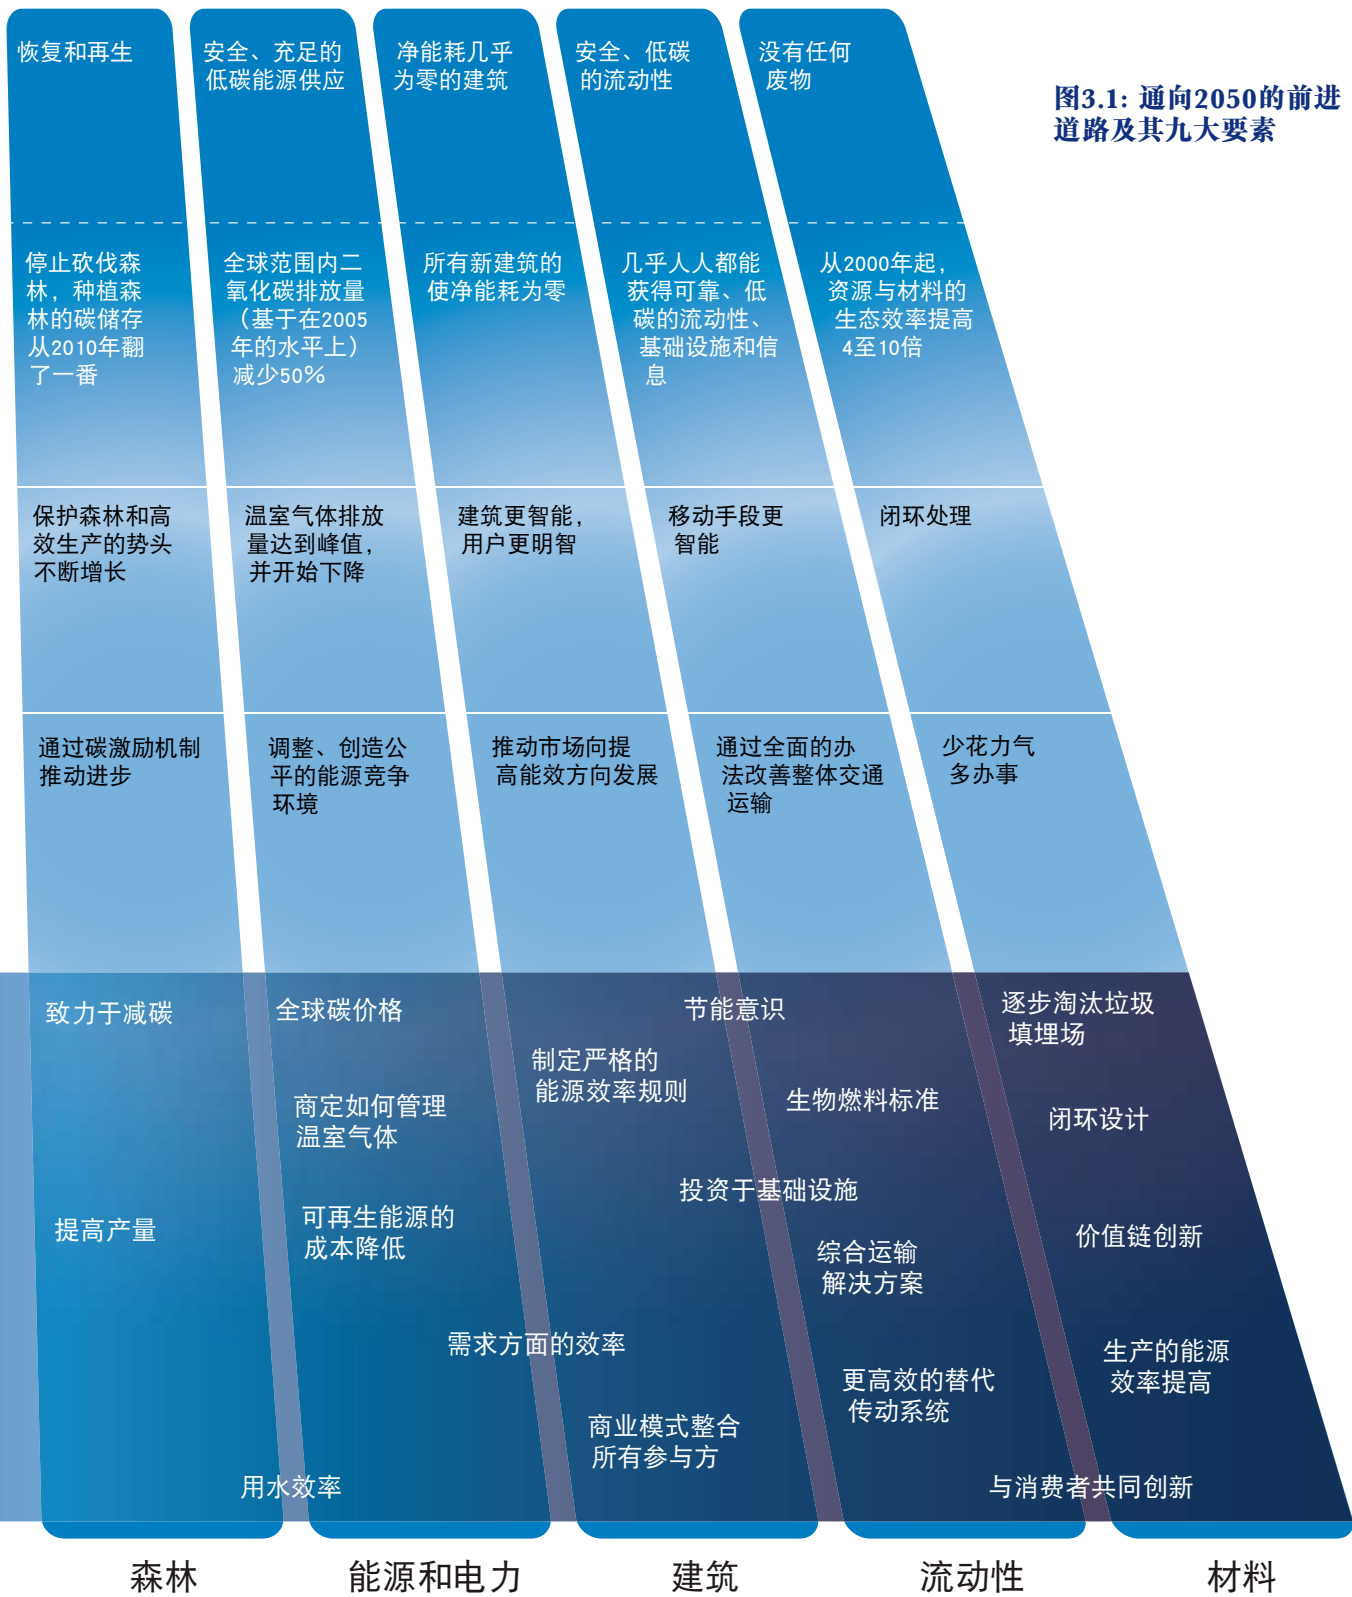 恢复和再生
安全、充足的
低碳能源供应
净能耗几乎
为零的建筑
安全、低碳
的流动性
没有任何
废物
图3.1: 通向2050的前进
道路及其九大要素
停止砍伐森
林，种植森
林的碳储存
从2010年翻
了一番
全球范围内二
氧化碳排放量
（基于在2005
年的水平上）
减少50%
所有新建筑的
使净能耗为零
几乎人人都能
获得可靠、低
碳的流动性、
基础设施和信
息
从2000年起，
资源与材料的
生态效率提高
4至10倍
保护森林和高
效生产的势头
不断增长
温室气体排放
量达到峰值，
并开始下降
建筑更智能，
用户更明智
移动手段更
智能
闭环处理
通过碳激励机制
推动进步
调整、创造公
平的能源竞争
环境
推动市场向提
高能效方向发展
通过全面的办
法改善整体交通
运输
少花力气
多办事
致力于减碳
全球碳价格
节能意识
逐步淘汰垃圾
填埋场
制定严格的
能源效率规则
商定如何管理
温室气体
生物燃料标准
闭环设计
投资于基础设施
提高产量
可再生能源的
成本降低
综合运输
解决方案
价值链创新
需求方面的效率
生产的能源
效率提高
更高效的替代
传动系统
商业模式整合
所有参与方
用水效率
与消费者共同创新
森林
能源和电力
建筑
流动性
材料